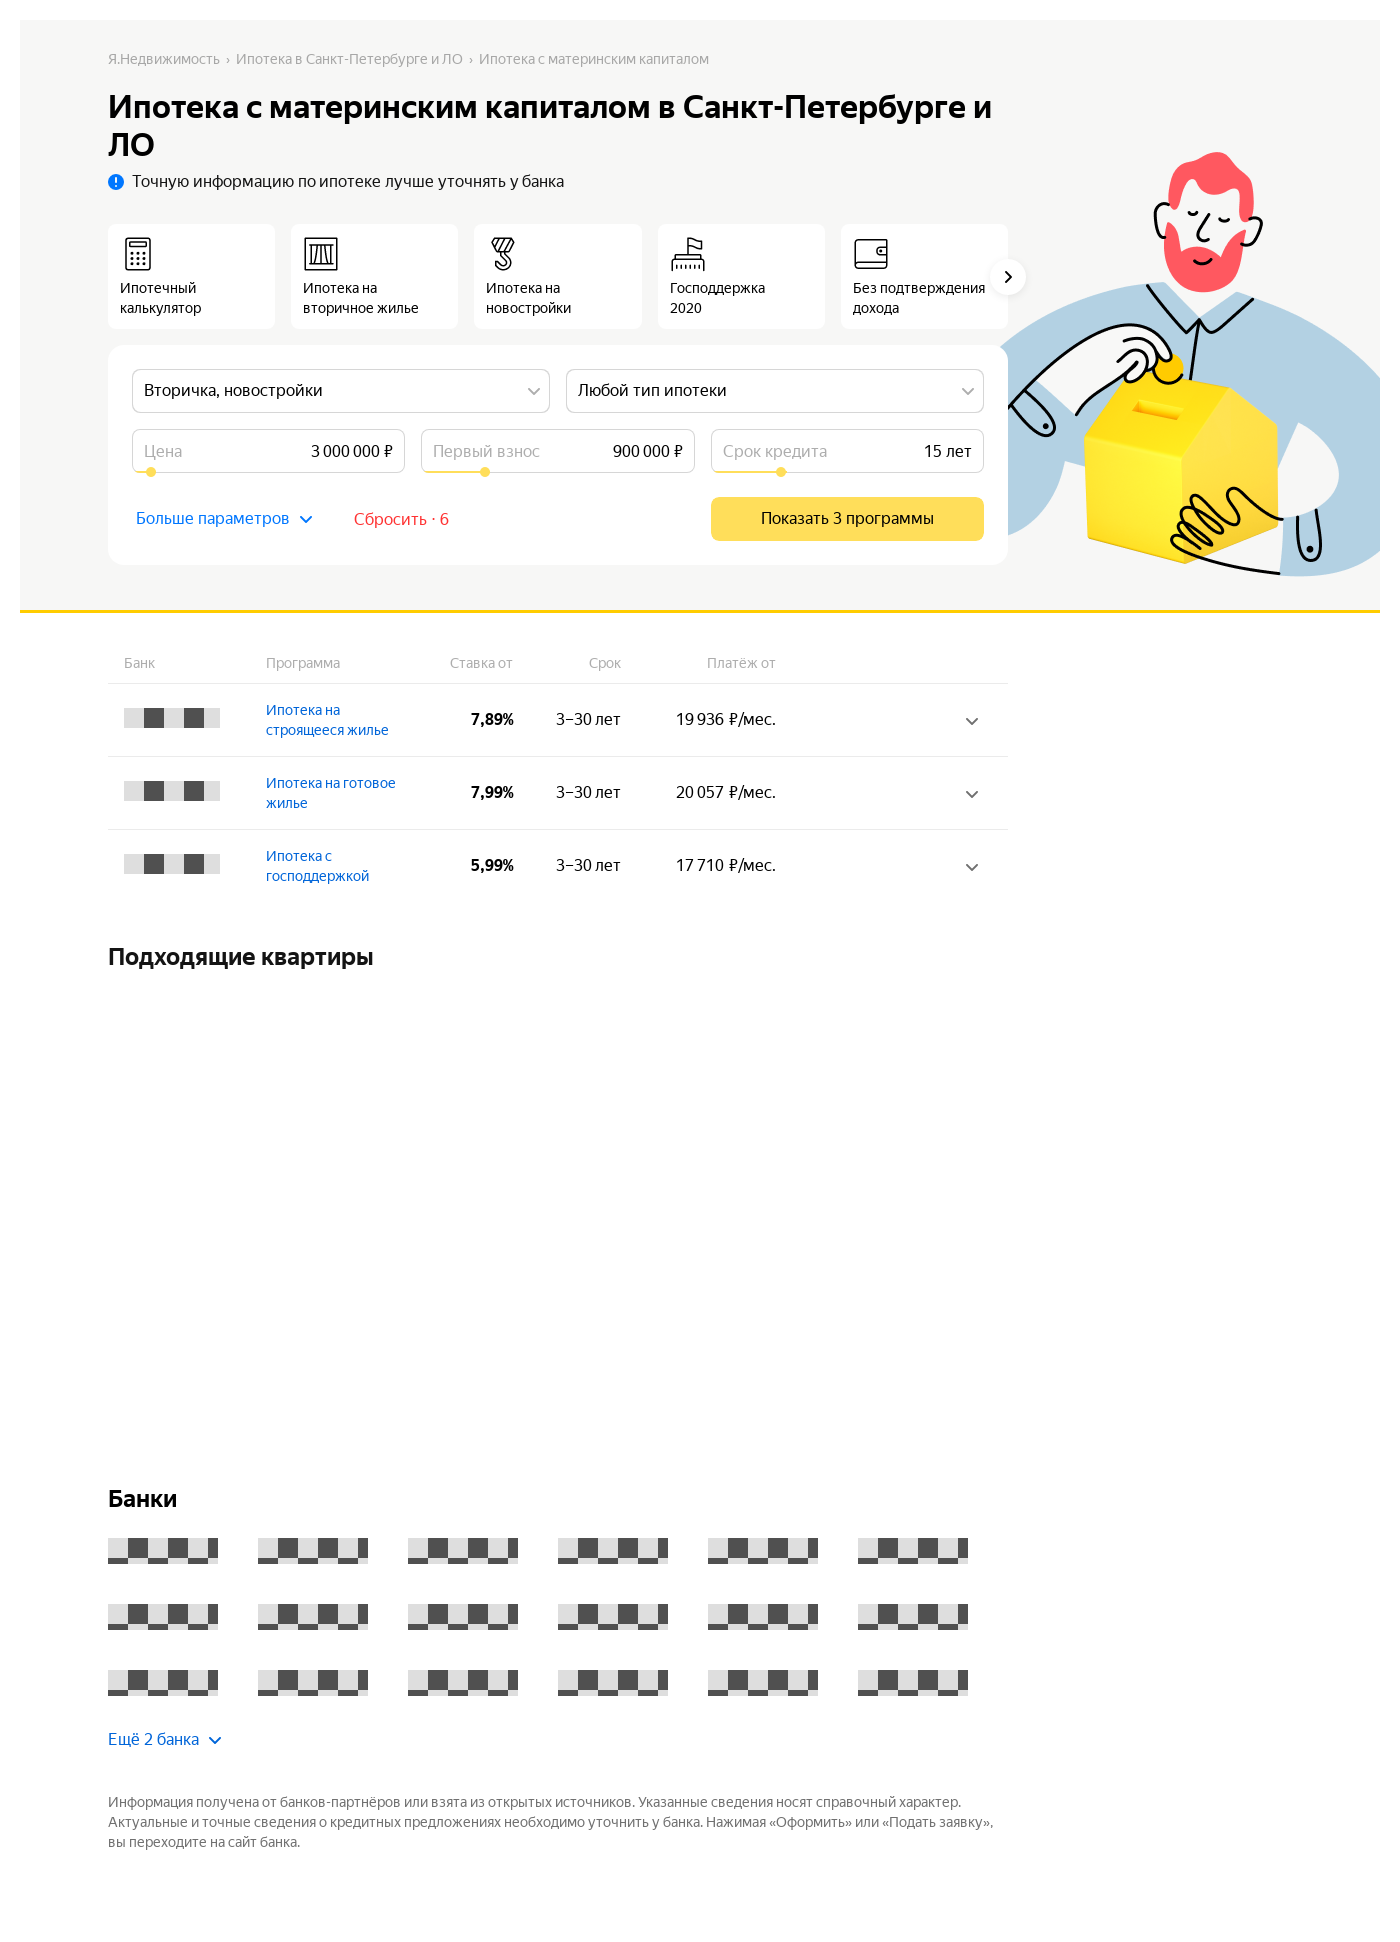 Я.Недвижимость › Ипотека в Санкт-Петербурге и ЛО › Ипотека с материнским капиталом
Ипотека с материнским капиталом в Санкт-Петербурге и
ЛО
Точную информацию по ипотеке лучше уточнять у банка
Ипотечный
калькулятор
Ипотека на
вторичное жилье
Ипотека на
новостройки
Господдержка
2020
Без подтверждения
дохода
Вторичка, новостройки
Любой тип ипотеки
Цена 3 000 000 ₽
Первый взнос 900 000 ₽
Срок кредита 15 лет
Больше параметров
Сбросить · 6
Показать 3 программы
Банк Программа Ставка от Срок Платёж от
Ипотека на
строящееся жилье
7,89% 3–30 лет 19 936 ₽/мес.
Ипотека на готовое
жилье
7,99% 3–30 лет 20 057 ₽/мес.
Ипотека с
господдержкой
5,99% 3–30 лет 17 710 ₽/мес.
Подходящие квартиры
Банки
Ещё 2 банка
Информация получена от банков-партнёров или взята из открытых источников. Указанные сведения носят справочный характер.
Актуальные и точные сведения о кредитных предложениях необходимо уточнить у банка. Нажимая «Оформить» или «Подать заявку»,
вы переходите на сайт банка.